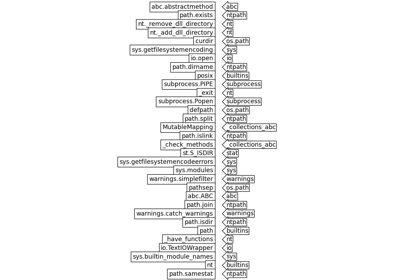 abc.abstractmethod abc
path.exists ntpath
nt._remove_dll_directory nt
nt._add_dll_directory nt
curdir os.path
sys.getfilesystemencoding sys
io.open io
path.dirname ntpath
posix builtins
subprocess.PIPE subprocess
_exit nt
subprocess.Popen subprocess
defpath os.path
path.split ntpath
MutableMapping _collections_abc
path.islink ntpath
_check_methods _collections_abc
st.S_ISDIR stat
sys.getfilesystemencodeerrors sys
sys.modules sys
warnings.simplefilter warnings
pathsep os.path
abc.ABC abc
path.join ntpath
warnings.catch_warnings warnings
path.isdir ntpath
path builtins
_have_functions nt
io.TextIOWrapper io
sys.builtin_module_names sys
nt builtins
path.samestat ntpath